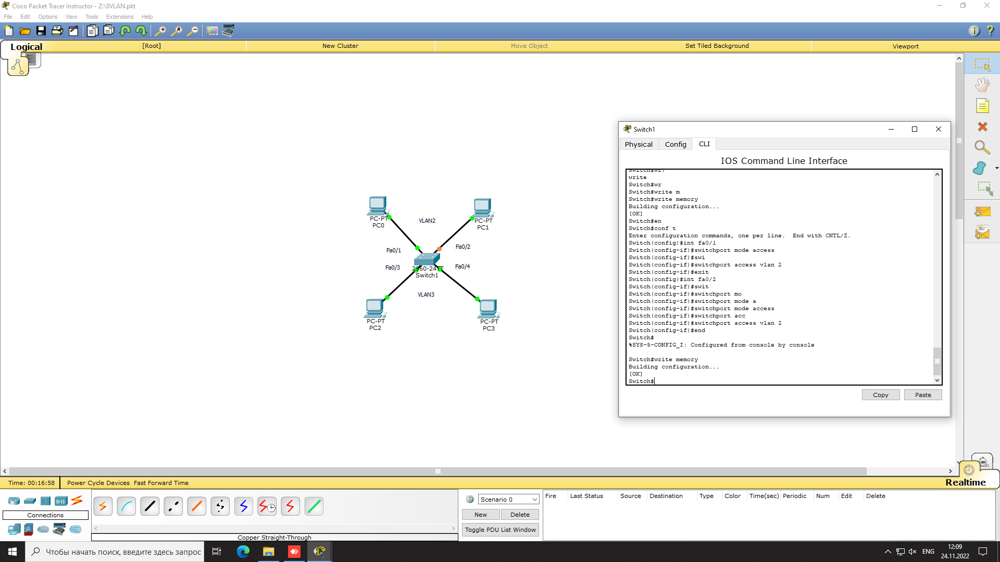 Cisco Packet Tracer Instructor - Z:\8VLAN.pkt
File Edit Options View Tools Extensions Help
Logical
[Root]
New Cluster
Move Object
Set Tiled Background
Viewport
PC-PT
PC0
VLAN2
PC-PT
PC1
Fa0/1
Fa0/2
Fa0/3
Fa0/4
2960-24TT
Switch1
VLAN3
PC-PT
PC2
PC-PT
PC3
Switch1
Physical Config CLI
IOS Command Line Interface
Switch#wr?
write
Switch#wr
Switch#write m
Switch#write memory
Building configuration...
[OK]
Switch#en
Switch#conf t
Enter configuration commands, one per line.  End with CNTL/Z.
Switch(config)#int fa0/1
Switch(config-if)#switchport mode access
Switch(config-if)#swi
Switch(config-if)#switchport access vlan 2
Switch(config-if)#exit
Switch(config)#int fa0/2
Switch(config-if)#swit
Switch(config-if)#switchport mo
Switch(config-if)#switchport mode a
Switch(config-if)#switchport mode access
Switch(config-if)#switchport acc
Switch(config-if)#switchport access vlan 2
Switch(config-if)#end
Switch#
%SYS-5-CONFIG_I: Configured from console by console
Switch#write memory
Building configuration...
[OK]
Switch#
Copy
Paste
Time: 00:16:58
Power Cycle Devices Fast Forward Time
Realtime
Connections
Copper Straight-Through
Scenario 0
New
Delete
Toggle PDU List Window
Fire Last Status Source Destination Type Color Time(sec) Periodic Num Edit Delete
Чтобы начать поиск, введите здесь запрос
ENG
12:09
24.11.2022